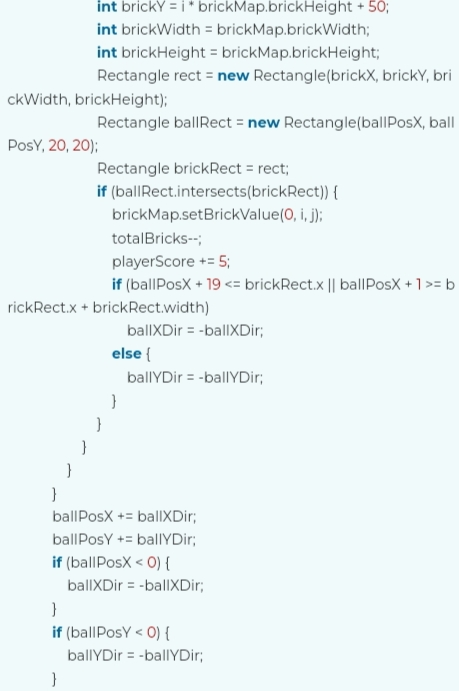 int brickY = i * brickMap.brickHeight + 50;
int brickWidth = brickMap.brickWidth;
int brickHeight = brickMap.brickHeight;
Rectangle rect = new Rectangle(brickX, brickY, bri
ckWidth, brickHeight);
Rectangle ballRect = new Rectangle(ballPosX, ball
PosY, 20, 20);
Rectangle brickRect = rect;
if (ballRect.intersects(brickRect)) {
brickMap.setBrickValue(0, i, j);
totalBricks--;
playerScore += 5;
if (ballPosX + 19 <= brickRect.x || ballPosX + 1 >= b
rickRect.x + brickRect.width)
ballXDir = -ballXDir;
else {
ballYDir = -ballYDir;
}
}
}
}
}
ballPosX += ballXDir;
ballPosY += ballYDir;
if (ballPosX < 0) {
ballXDir = -ballXDir;
}
if (ballPosY < 0) {
ballYDir = -ballYDir;
}